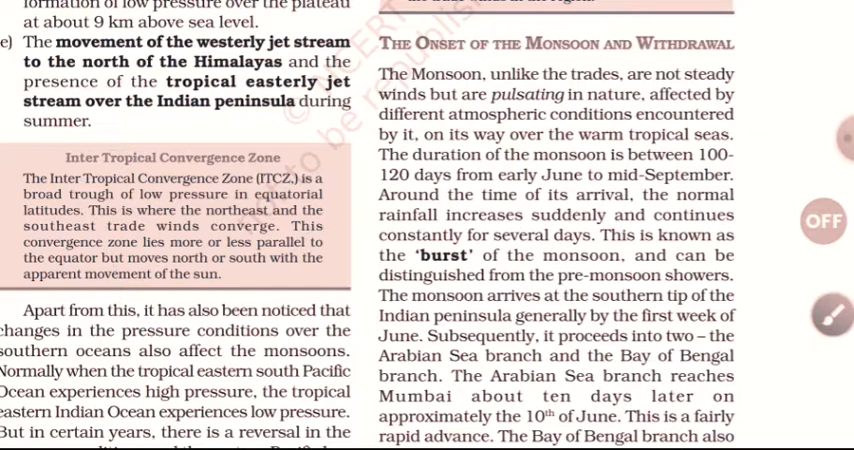 formation of low pressure over the plateau
at about 9 km above sea level.
e) The movement of the westerly jet stream
to the north of the Himalayas and the
presence of the tropical easterly jet
stream over the Indian peninsula during
summer.
Inter Tropical Convergence Zone
The Inter Tropical Convergence Zone (ITCZ,) is a
broad trough of low pressure in equatorial
latitudes. This is where the northeast and the
southeast trade winds converge. This
convergence zone lies more or less parallel to
the equator but moves north or south with the
apparent movement of the sun.
Apart from this, it has also been noticed that
changes in the pressure conditions over the
southern oceans also affect the monsoons.
Normally when the tropical eastern south Pacific
Ocean experiences high pressure, the tropical
eastern Indian Ocean experiences low pressure.
But in certain years, there is a reversal in the
THE ONSET OF THE MONSOON AND WITHDRAWAL
The Monsoon, unlike the trades, are not steady
winds but are pulsating in nature, affected by
different atmospheric conditions encountered
by it, on its way over the warm tropical seas.
The duration of the monsoon is between 100-
120 days from early June to mid-September.
Around the time of its arrival, the normal
rainfall increases suddenly and continues
constantly for several days. This is known as
the ‘burst’ of the monsoon, and can be
distinguished from the pre-monsoon showers.
The monsoon arrives at the southern tip of the
Indian peninsula generally by the first week of
June. Subsequently, it proceeds into two – the
Arabian Sea branch and the Bay of Bengal
branch. The Arabian Sea branch reaches
Mumbai about ten days later on
approximately the 10th of June. This is a fairly
rapid advance. The Bay of Bengal branch also
© NCERT
not to be republished
OFF